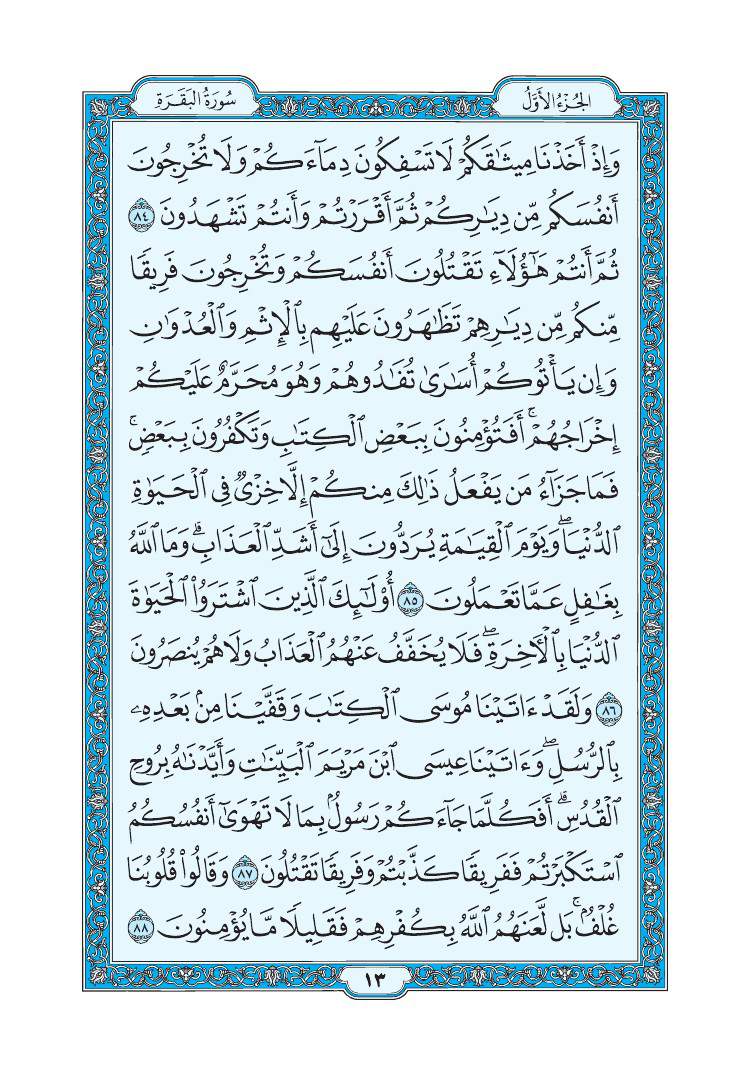 الجُزْءُ الأَوَّلُ
سُورَةُ البَقَرَةِ
وَإِذْ أَخَذْنَا مِيثَٰقَكُمْ لَا تَسْفِكُونَ دِمَآءَكُمْ وَلَا تُخْرِجُونَ
أَنفُسَكُم مِّن دِيَٰرِكُمْ ثُمَّ أَقْرَرْتُمْ وَأَنتُمْ تَشْهَدُونَ ٨٤
ثُمَّ أَنتُمْ هَٰٓؤُلَآءِ تَقْتُلُونَ أَنفُسَكُمْ وَتُخْرِجُونَ فَرِيقًا
مِّنكُم مِّن دِيَٰرِهِمْ تَظَٰهَرُونَ عَلَيْهِم بِٱلْإِثْمِ وَٱلْعُدْوَٰنِ
وَإِن يَأْتُوكُمْ أُسَٰرَىٰ تُفَٰدُوهُمْ وَهُوَ مُحَرَّمٌ عَلَيْكُمْ
إِخْرَاجُهُمْ ۚ أَفَتُؤْمِنُونَ بِبَعْضِ ٱلْكِتَٰبِ وَتَكْفُرُونَ بِبَعْضٍ ۚ
فَمَا جَزَآءُ مَن يَفْعَلُ ذَٰلِكَ مِنكُمْ إِلَّا خِزْىٌ فِى ٱلْحَيَوٰةِ
ٱلدُّنْيَا ۖ وَيَوْمَ ٱلْقِيَٰمَةِ يُرَدُّونَ إِلَىٰٓ أَشَدِّ ٱلْعَذَابِ ۗ وَمَا ٱللَّهُ
بِغَٰفِلٍ عَمَّا تَعْمَلُونَ ٨٥ أُو۟لَٰٓئِكَ ٱلَّذِينَ ٱشْتَرَوُا۟ ٱلْحَيَوٰةَ
ٱلدُّنْيَا بِٱلْءَاخِرَةِ ۖ فَلَا يُخَفَّفُ عَنْهُمُ ٱلْعَذَابُ وَلَا هُمْ يُنصَرُونَ
٨٦ وَلَقَدْ ءَاتَيْنَا مُوسَى ٱلْكِتَٰبَ وَقَفَّيْنَا مِنۢ بَعْدِهِۦ
بِٱلرُّسُلِ ۖ وَءَاتَيْنَا عِيسَى ٱبْنَ مَرْيَمَ ٱلْبَيِّنَٰتِ وَأَيَّدْنَٰهُ بِرُوحِ
ٱلْقُدُسِ ۗ أَفَكُلَّمَا جَآءَكُمْ رَسُولٌۢ بِمَا لَا تَهْوَىٰٓ أَنفُسُكُمُ
ٱسْتَكْبَرْتُمْ فَفَرِيقًا كَذَّبْتُمْ وَفَرِيقًا تَقْتُلُونَ ٨٧ وَقَالُوا۟ قُلُوبُنَا
غُلْفٌۢ ۚ بَل لَّعَنَهُمُ ٱللَّهُ بِكُفْرِهِمْ فَقَلِيلًا مَّا يُؤْمِنُونَ ٨٨
١٣